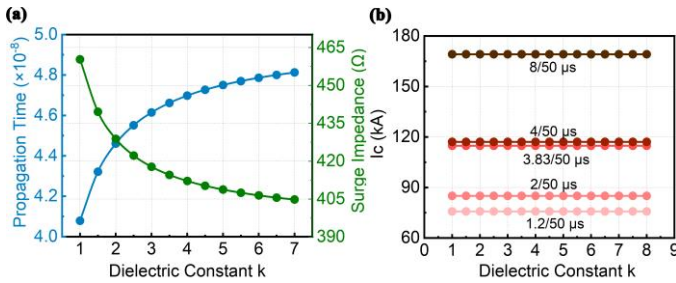 (a)
(b)
Propagation Time (×10⁻⁸)
4.8
4.6
4.4
4.2
4.0
465
450
435
420
405
390
Surge Impedance (Ω)
1 2 3 4 5 6 7
Dielectric Constant k
Ic (kA)
180
150
120
90
60
8/50 μs
4/50 μs
3.83/50 μs
2/50 μs
1.2/50 μs
0 1 2 3 4 5 6 7 8 9
Dielectric Constant k